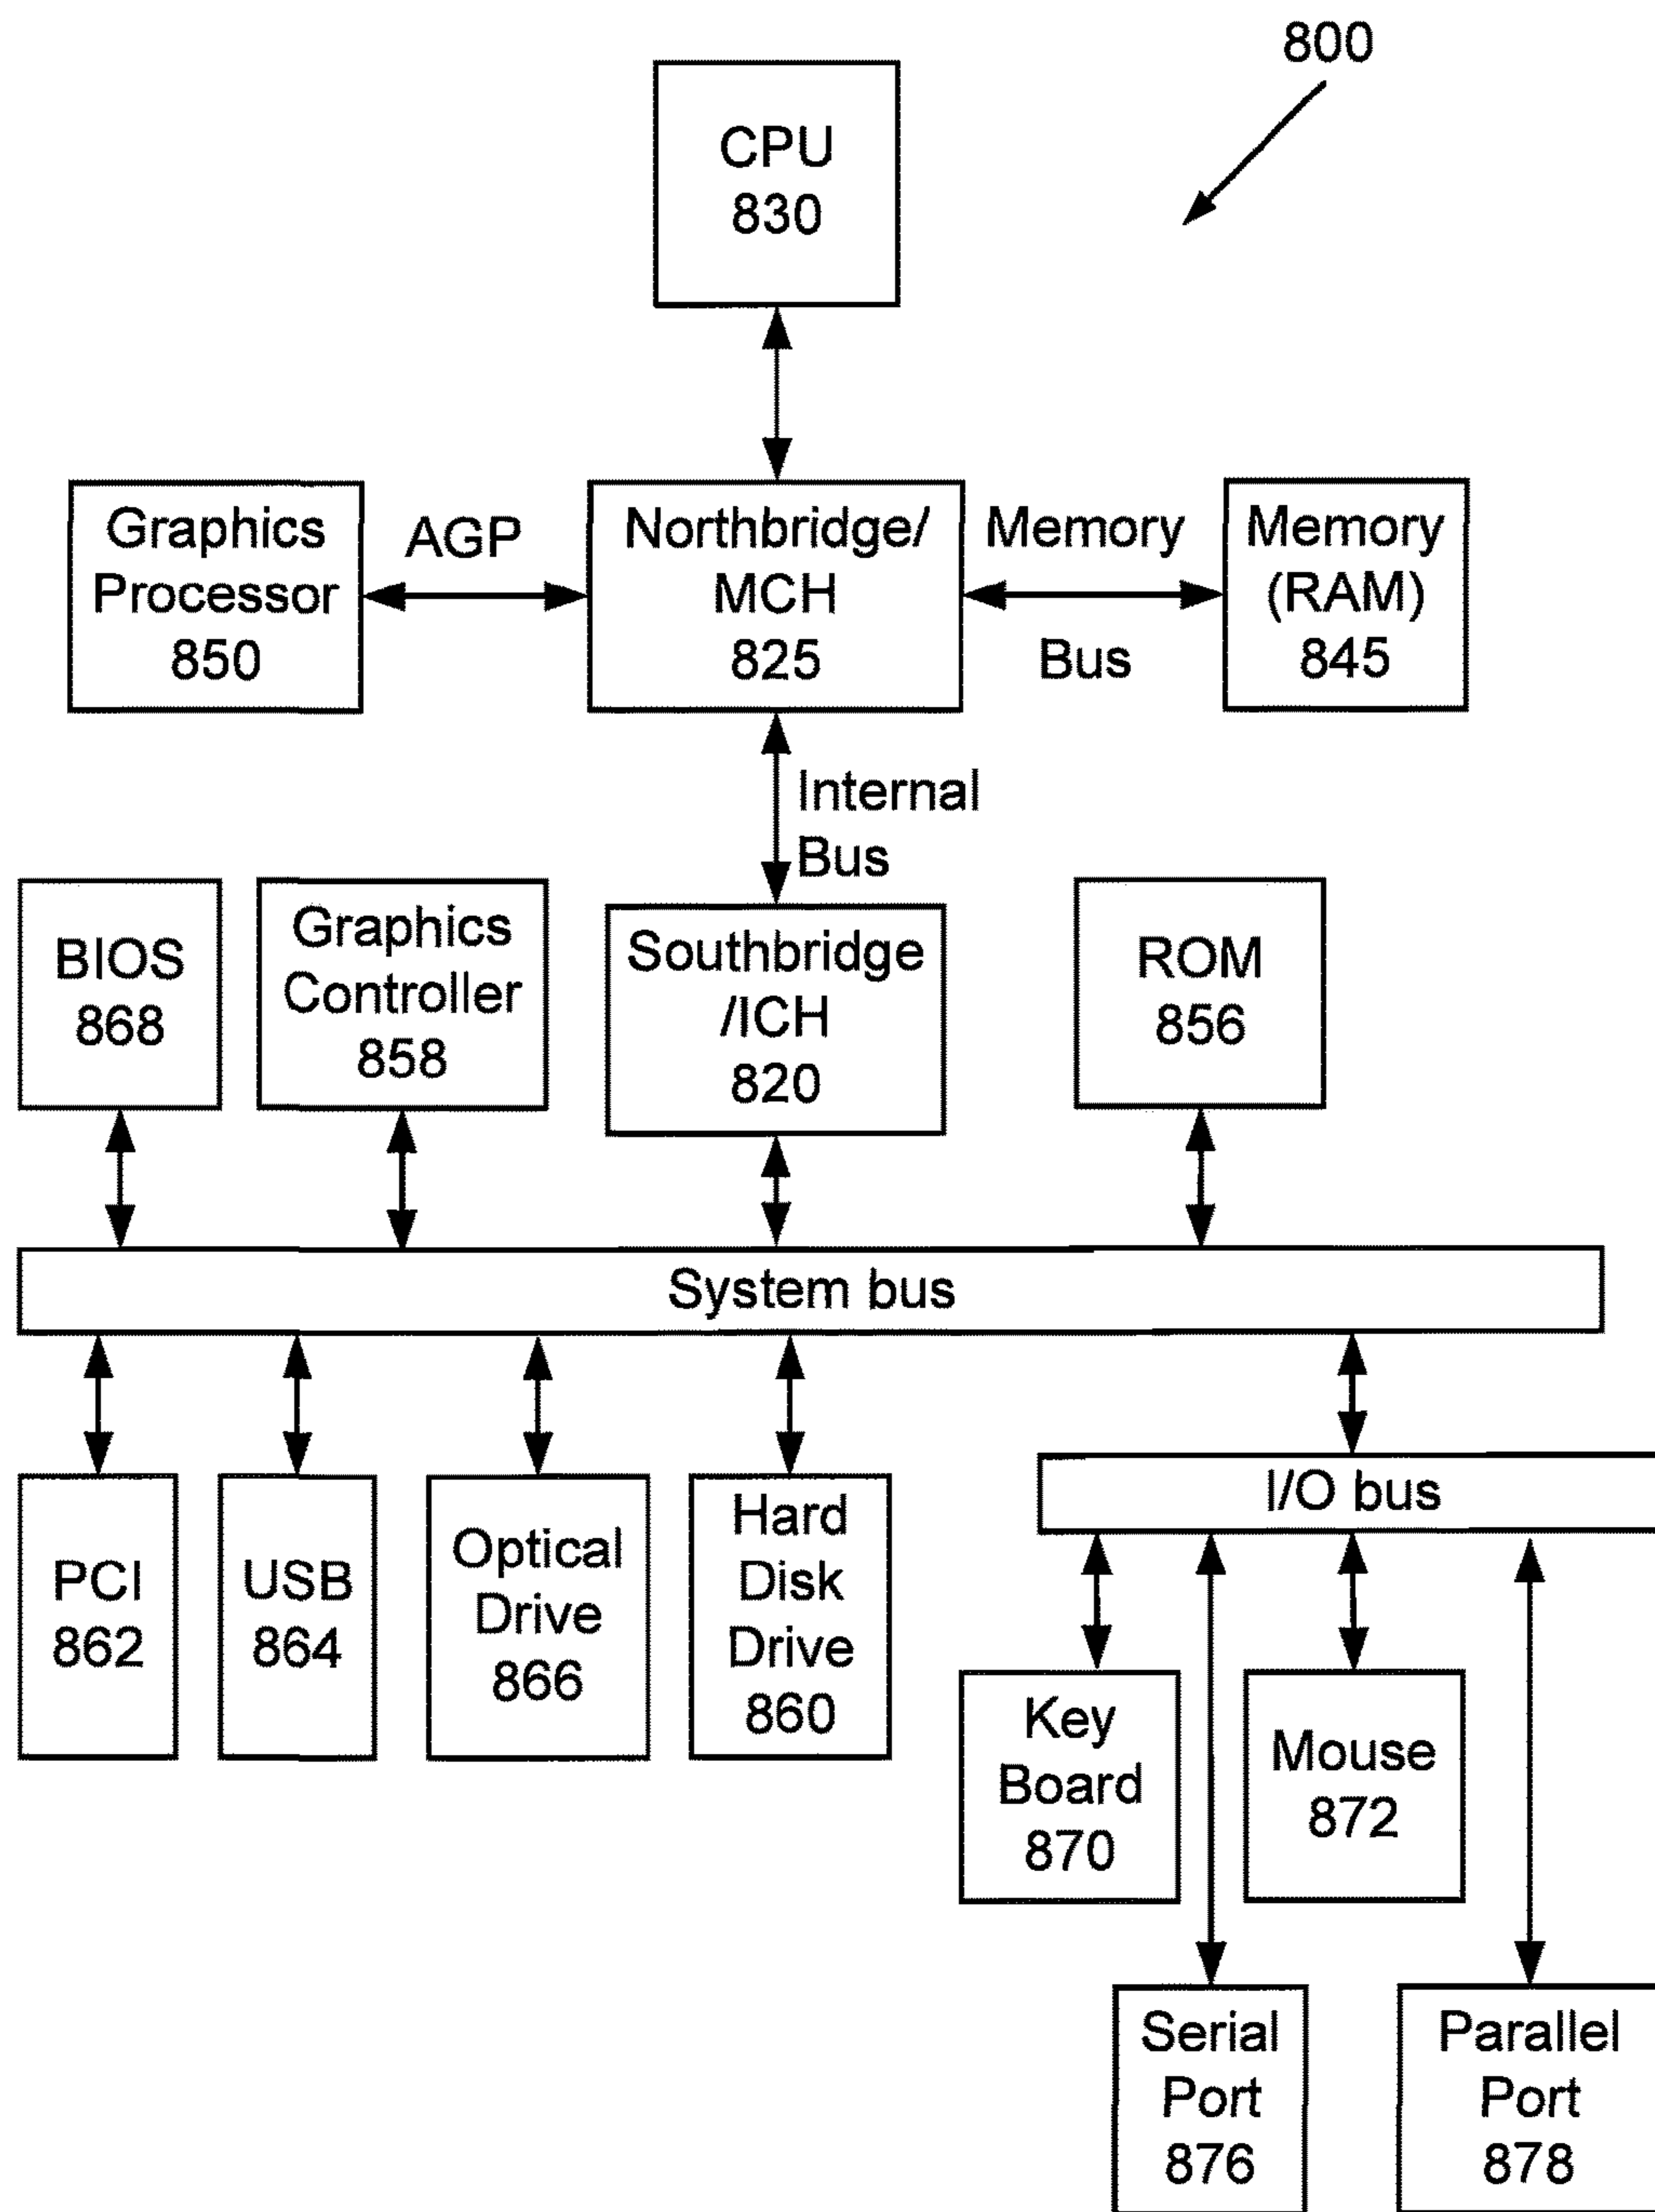 800
CPU
830
Graphics
Processor
850
AGP
Northbridge/
MCH
825
Memory
Bus
Memory
(RAM)
845
Internal
Bus
BIOS
868
Graphics
Controller
858
Southbridge
/ICH
820
ROM
856
System bus
PCI
862
USB
864
Optical
Drive
866
Hard
Disk
Drive
860
I/O bus
Key
Board
870
Mouse
872
Serial
Port
876
Parallel
Port
878